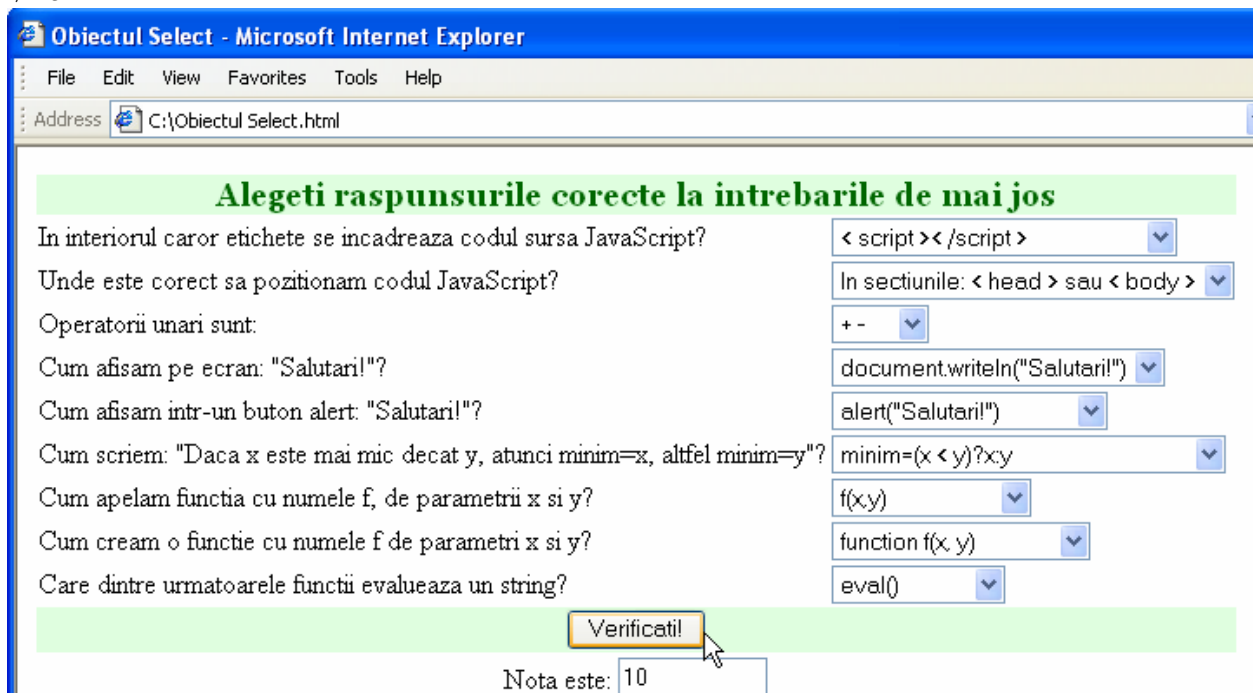 Obiectul Select - Microsoft Internet Explorer
File Edit View Favorites Tools Help
Address C:\Obiectul Select.html
Alegeti raspunsurile corecte la intrebarile de mai jos
In interiorul caror etichete se incadreaza codul sursa JavaScript? < script >< /script >
Unde este corect sa pozitionam codul JavaScript? In sectiunile: < head > sau < body >
Operatorii unari sunt: + -
Cum afisam pe ecran: "Salutari!"? document.writeln("Salutari!")
Cum afisam intr-un buton alert: "Salutari!"? alert("Salutari!")
Cum scriem: "Daca x este mai mic decat y, atunci minim=x, altfel minim=y"? minim=(x < y)?x:y
Cum apelam functia cu numele f, de parametrii x si y? f(x,y)
Cum cream o functie cu numele f de parametri x si y? function f(x, y)
Care dintre urmatoarele functii evalueaza un string? eval()
Verificati!
Nota este: 10